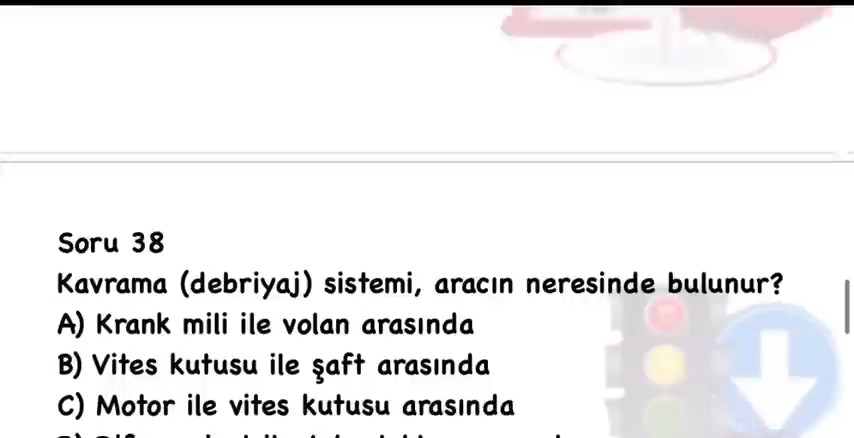 Soru 38
Kavrama (debriyaj) sistemi, aracın neresinde bulunur?
A) Krank mili ile volan arasında
B) Vites kutusu ile şaft arasında
C) Motor ile vites kutusu arasında